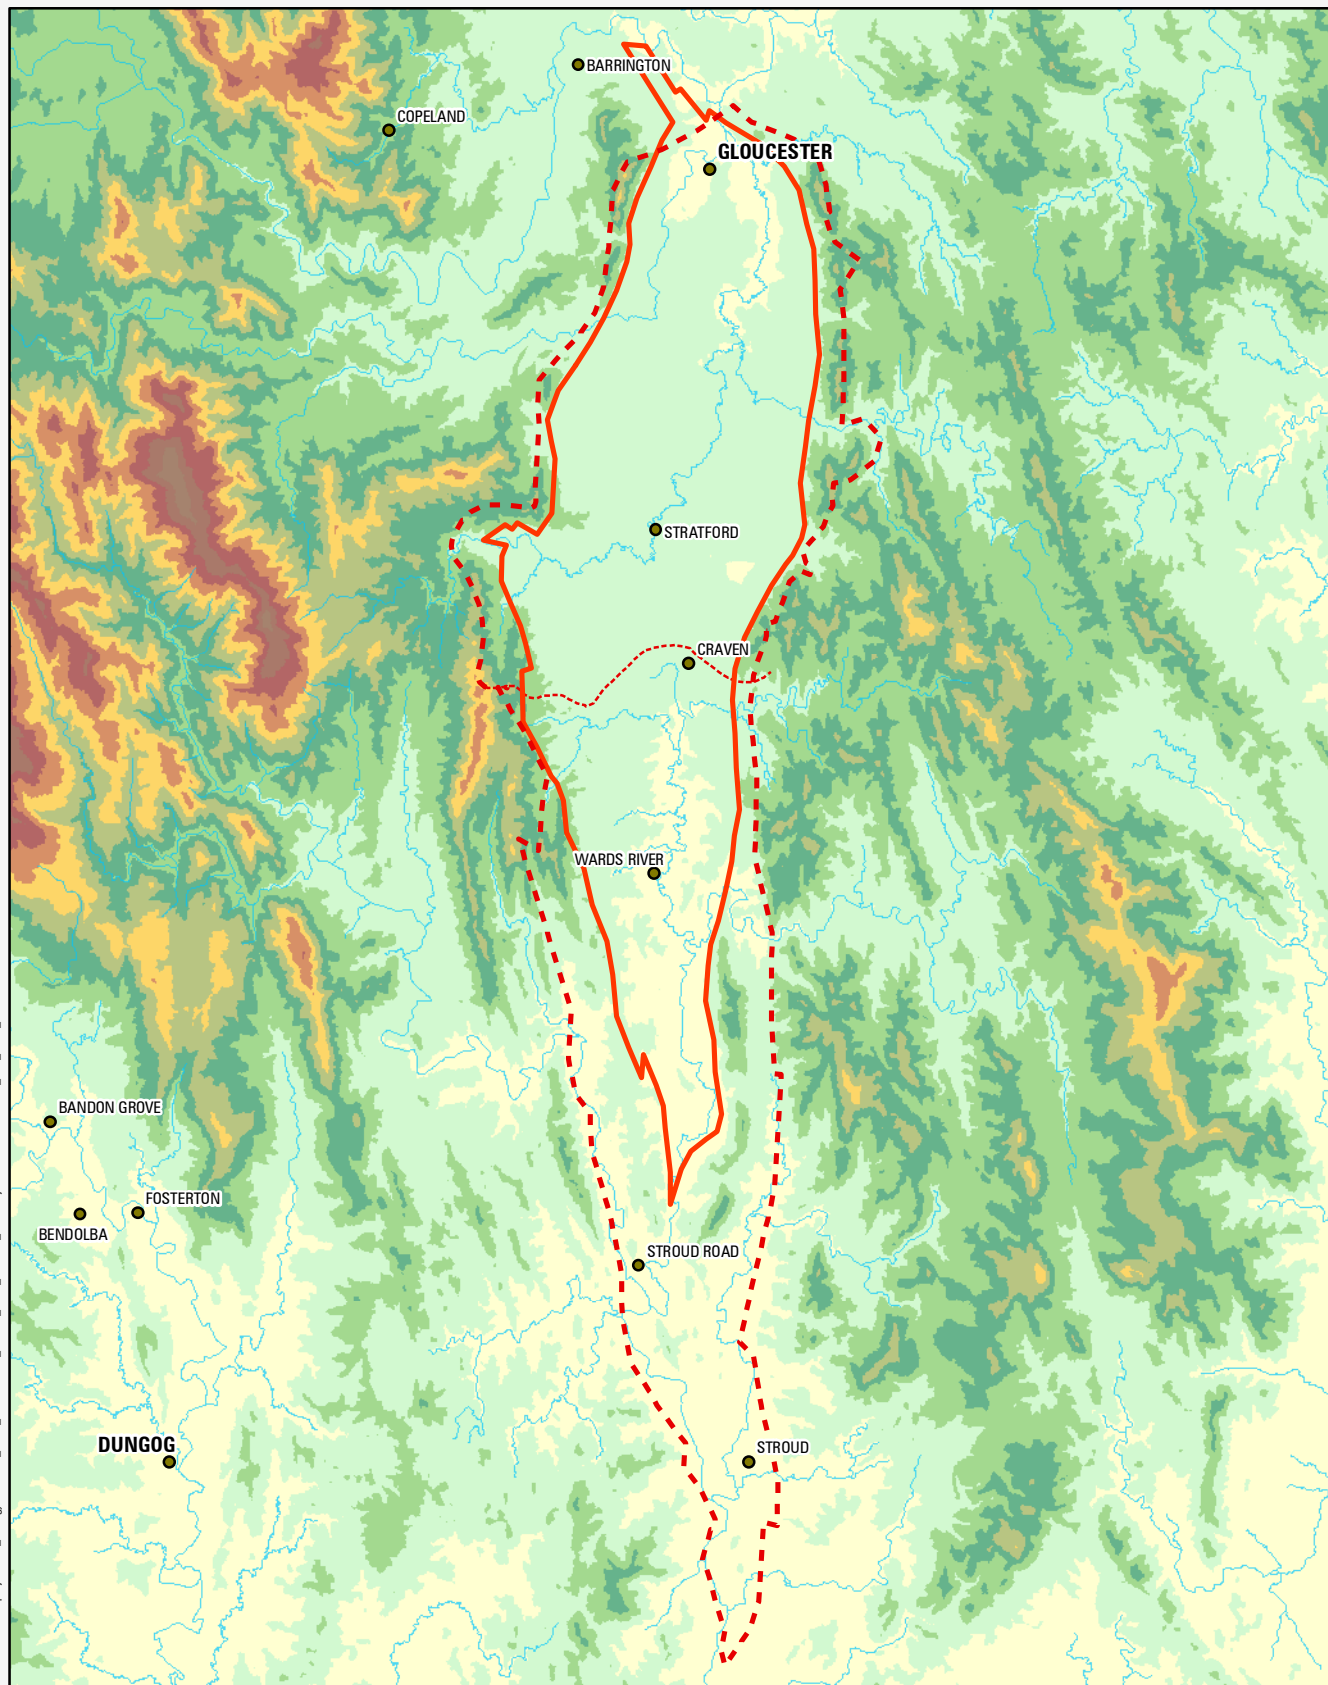 BARRINGTON
COPELAND
GLOUCESTER
STRATFORD
CRAVEN
WARDS RIVER
BANDON GROVE
FOSTERTON
BENDOLBA
STROUD ROAD
DUNGOG
STROUD